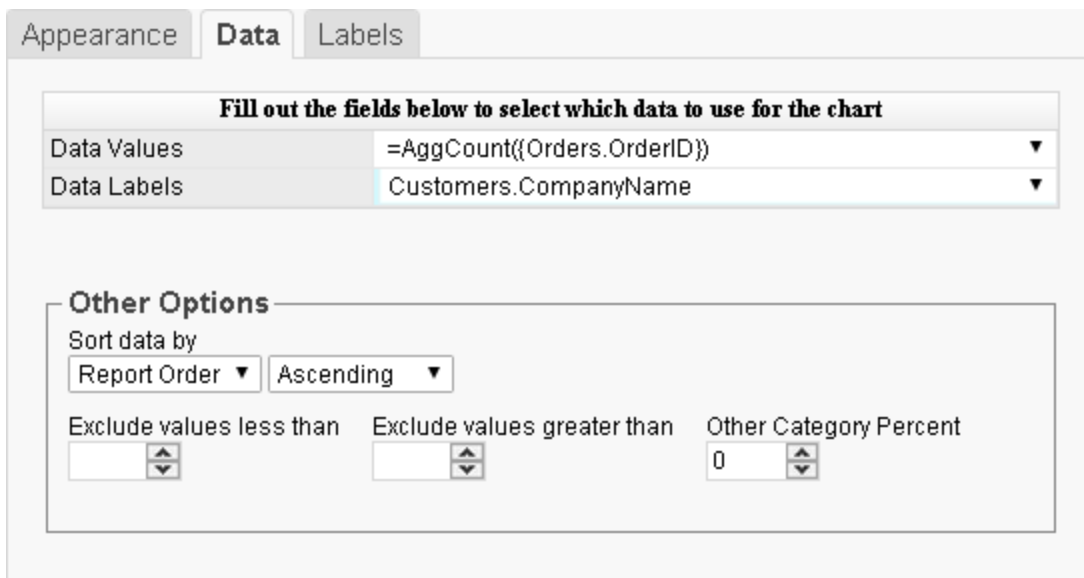 Appearance Data Labels
Fill out the fields below to select which data to use for the chart
Data Values =AggCount({Orders.OrderID})
Data Labels Customers.CompanyName
Other Options
Sort data by
Report Order Ascending
Exclude values less than Exclude values greater than Other Category Percent
0